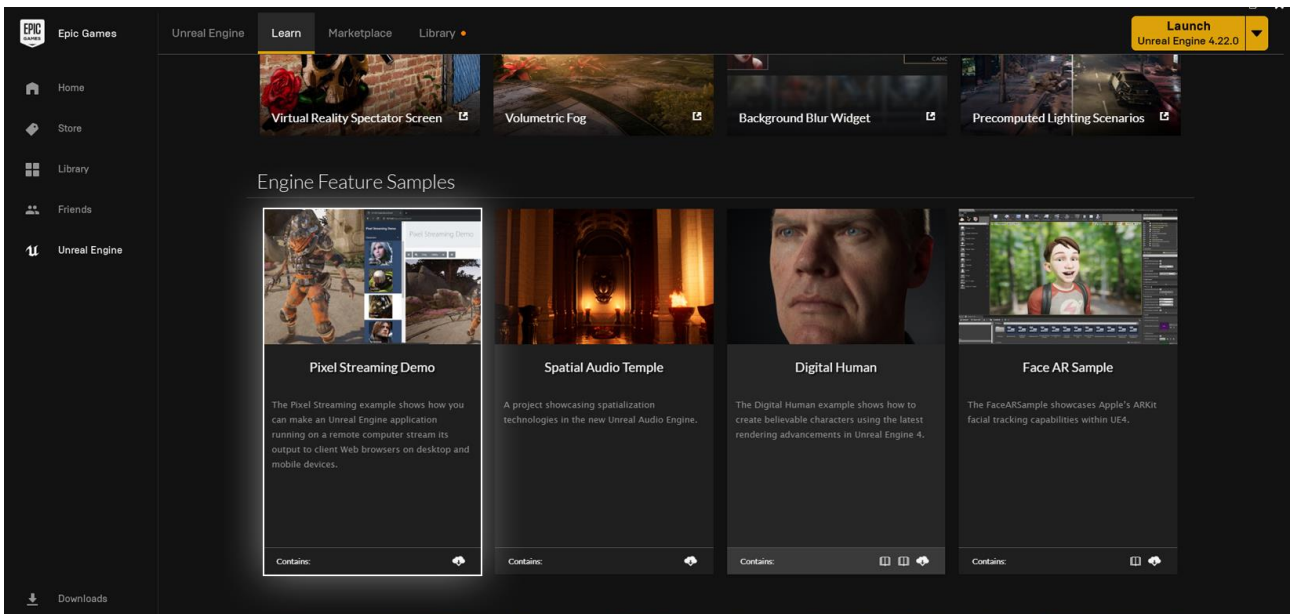 EPIC
GAMES
Epic Games
Unreal Engine
Learn
Marketplace
Library
Launch
Unreal Engine 4.22.0
Home
Store
Library
Friends
Unreal Engine
Downloads
Virtual Reality Spectator Screen
Volumetric Fog
Background Blur Widget
Precomputed Lighting Scenarios
Engine Feature Samples
Pixel Streaming Demo
Pixel Streaming Demo
The Pixel Streaming example shows how you
can make an Unreal Engine application
running on a remote computer stream its
output to client Web browsers on desktop and
mobile devices.
Contains:
Spatial Audio Temple
A project showcasing spatialization
technologies in the new Unreal Audio Engine.
Contains:
Digital Human
The Digital Human example shows how to
create believable characters using the latest
rendering advancements in Unreal Engine 4.
Contains:
Face AR Sample
The FaceARSample showcases Apple's ARKit
facial tracking capabilities within UE4.
Contains: